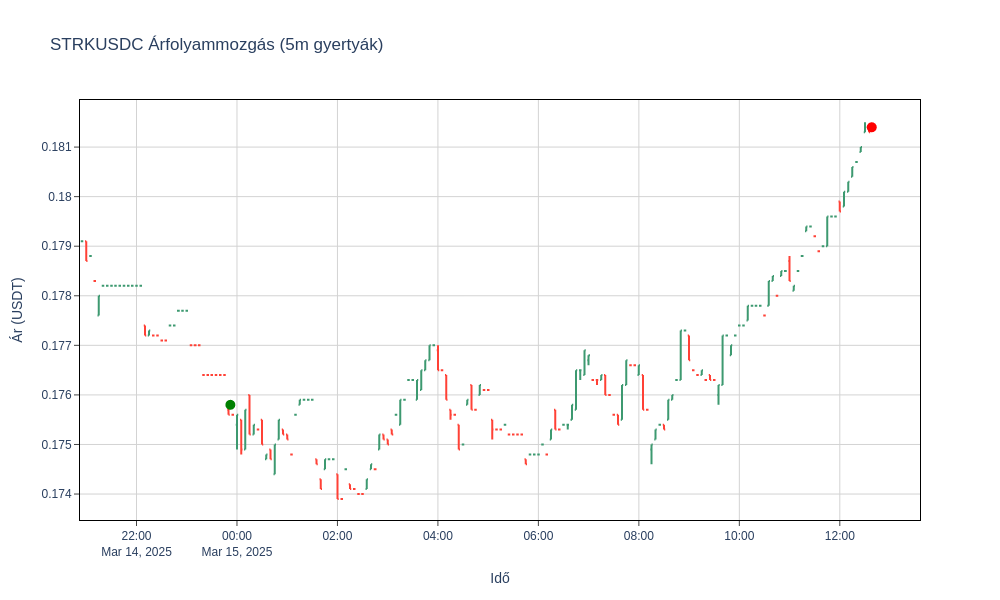 STRKUSDC Árfolyammozgás (5m gyertyák)
0.181
0.18
0.179
0.178
0.177
0.176
0.175
0.174
Ár (USDT)
22:00 00:00 02:00 04:00 06:00 08:00 10:00 12:00
Mar 14, 2025 Mar 15, 2025
Idő